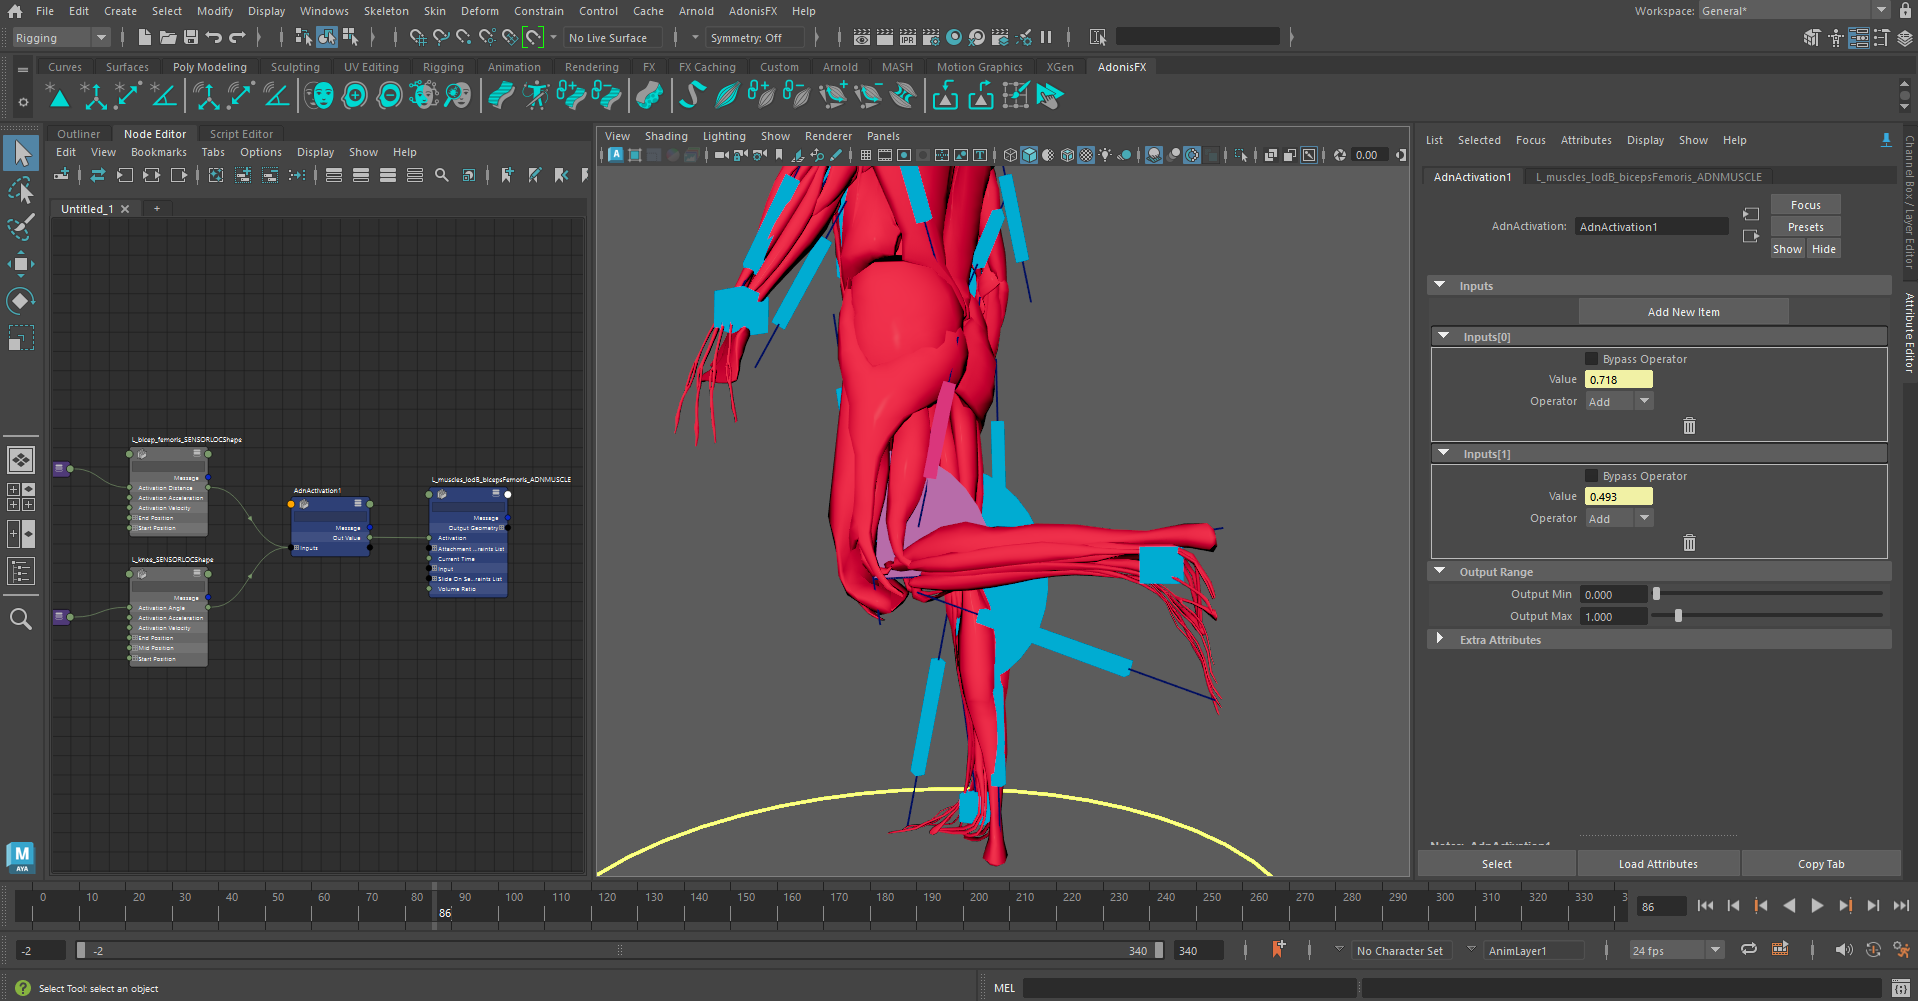 File Edit Create Select Modify Display Windows Skeleton Skin Deform Constrain Control Cache Arnold AdonisFX Help Workspace: General*
Rigging No Live Surface Symmetry: Off IPR
Curves Surfaces Poly Modeling Sculpting UV Editing Rigging Animation Rendering FX FX Caching Custom Arnold MASH Motion Graphics XGen AdonisFX
Outliner Node Editor Script Editor
Edit View Bookmarks Tabs Options Display Show Help
Untitled_1 × +
L_bicep_femoris_SENSORLOCShape
Message
Activation Distance
Activation Acceleration
Activation Velocity
End Position
Start Position
L_knee_SENSORLOCShape
Message
Activation Angle
Activation Acceleration
Activation Velocity
End Position
Mid Position
Start Position
AdnActivation1
Message
Out Value
Inputs
L_muscles_lodB_bicepsFemoris_ADNMUSCLE
Message
Output Geometry
Activation
Attachment ...raints List
Current Time
Input
Slide On Se...raints List
Volume Ratio
View Shading Lighting Show Renderer Panels
0.00
List Selected Focus Attributes Display Show Help
AdnActivation1 L_muscles_lodB_bicepsFemoris_ADNMUSCLE
AdnActivation: AdnActivation1
Focus
Presets
Show Hide
Inputs
Add New Item
Inputs[0]
Bypass Operator
Value 0.718
Operator Add
Inputs[1]
Bypass Operator
Value 0.493
Operator Add
Output Range
Output Min 0.000
Output Max 1.000
Extra Attributes
Notes: AdnActivation1
Select Load Attributes Copy Tab
Channel Box / Layer Editor
Attribute Editor
M
AYA
0 10 20 30 40 50 60 70 80 90 100 110 120 130 140 150 160 170 180 190 200 210 220 230 240 250 260 270 280 290 300 310 320 330 3
86
86
-2 -2 340 340 No Character Set AnimLayer1 24 fps
Select Tool: select an object MEL